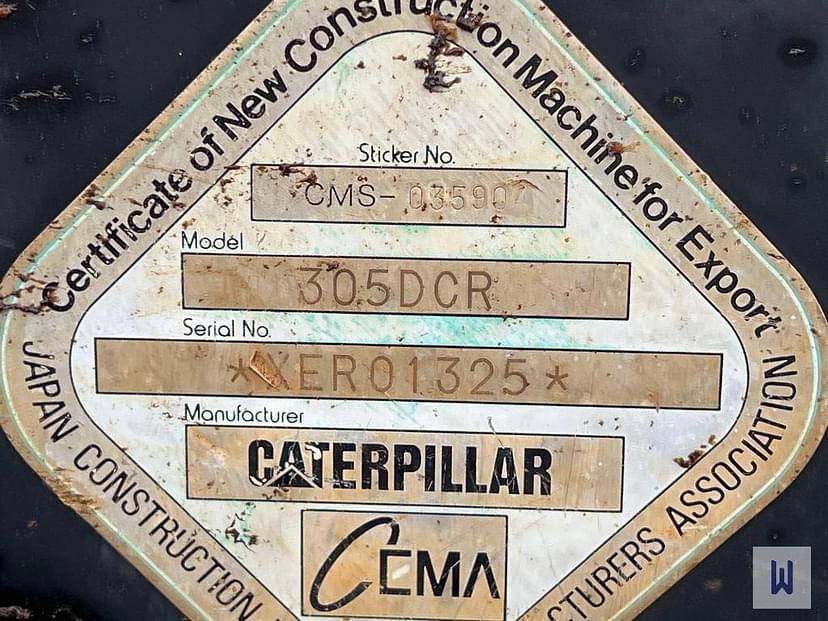 Certificate of New Construction Machine for Export
Sticker No.
CMS-035904
Model
305DCR
Serial No.
*XER01325*
Manufacturer
CATERPILLAR
CEMA
JAPAN CONSTRUCTION
CTURERS ASSOCIATION
W